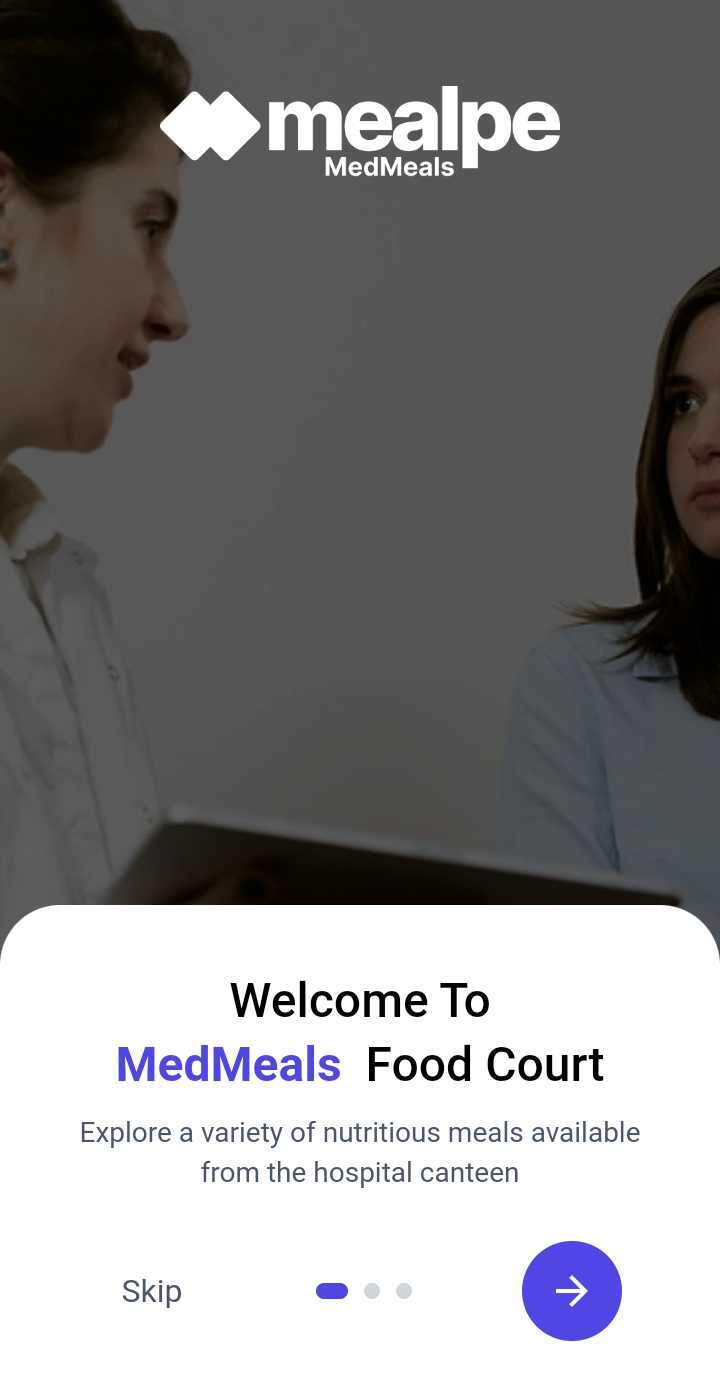 mealpe
MedMeals
Welcome To
MedMeals Food Court
Explore a variety of nutritious meals available
from the hospital canteen
Skip